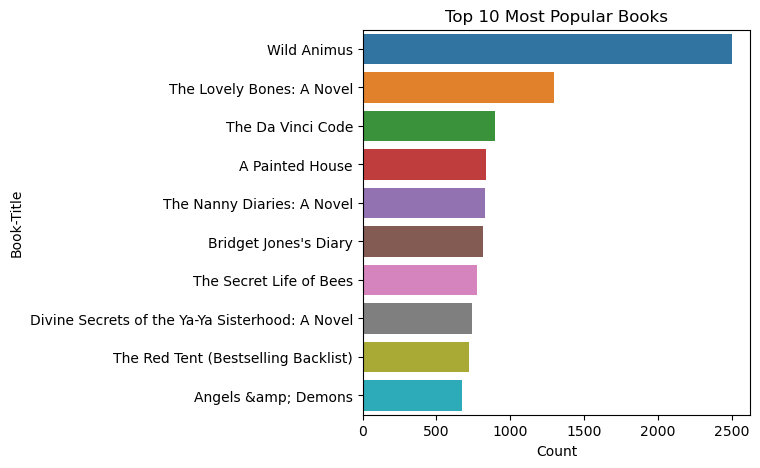 Top 10 Most Popular Books
Book-Title
Wild Animus
The Lovely Bones: A Novel
The Da Vinci Code
A Painted House
The Nanny Diaries: A Novel
Bridget Jones's Diary
The Secret Life of Bees
Divine Secrets of the Ya-Ya Sisterhood: A Novel
The Red Tent (Bestselling Backlist)
Angels &amp; Demons
0 500 1000 1500 2000 2500
Count